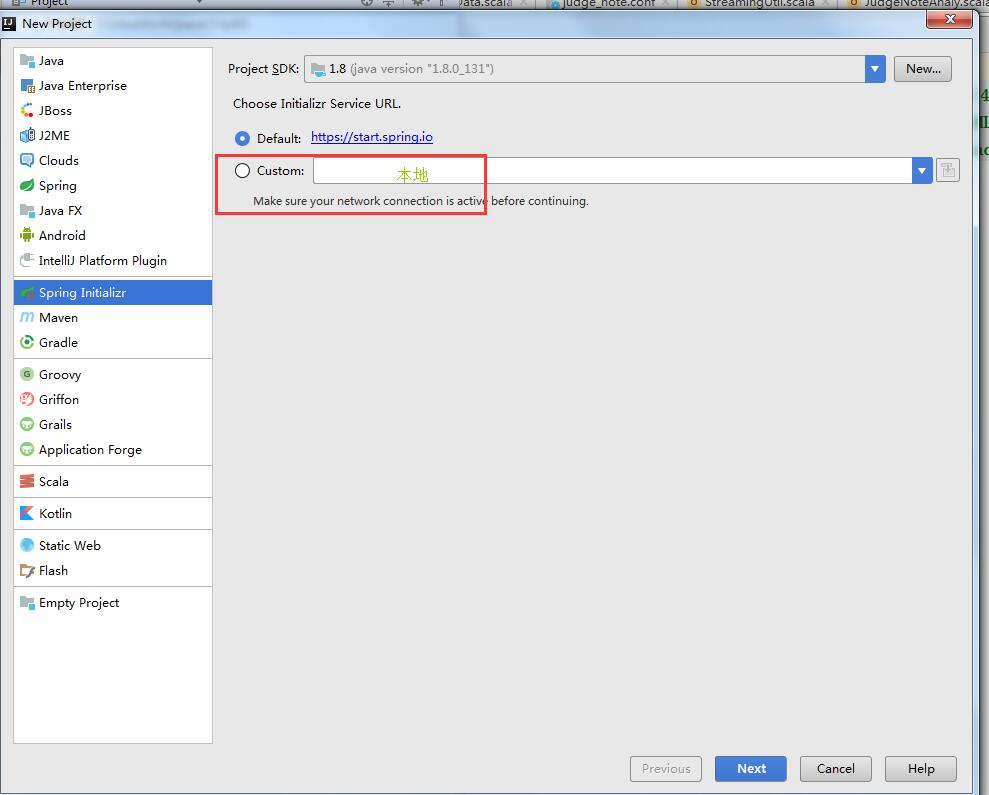 Project
Data.scala
judge_note.conf
StreamingUtil.scala
JudgeNoteAnaly.scala
New Project
Java
Java Enterprise
JBoss
J2ME
Clouds
Spring
Java FX
Android
IntelliJ Platform Plugin
Spring Initializr
Maven
Gradle
Groovy
Griffon
Grails
Application Forge
Scala
Kotlin
Static Web
Flash
Empty Project
Project SDK: 1.8 (java version "1.8.0_131") New...
Choose Initializr Service URL.
Default: https://start.spring.io
Custom: 本地
Make sure your network connection is active before continuing.
Previous Next Cancel Help